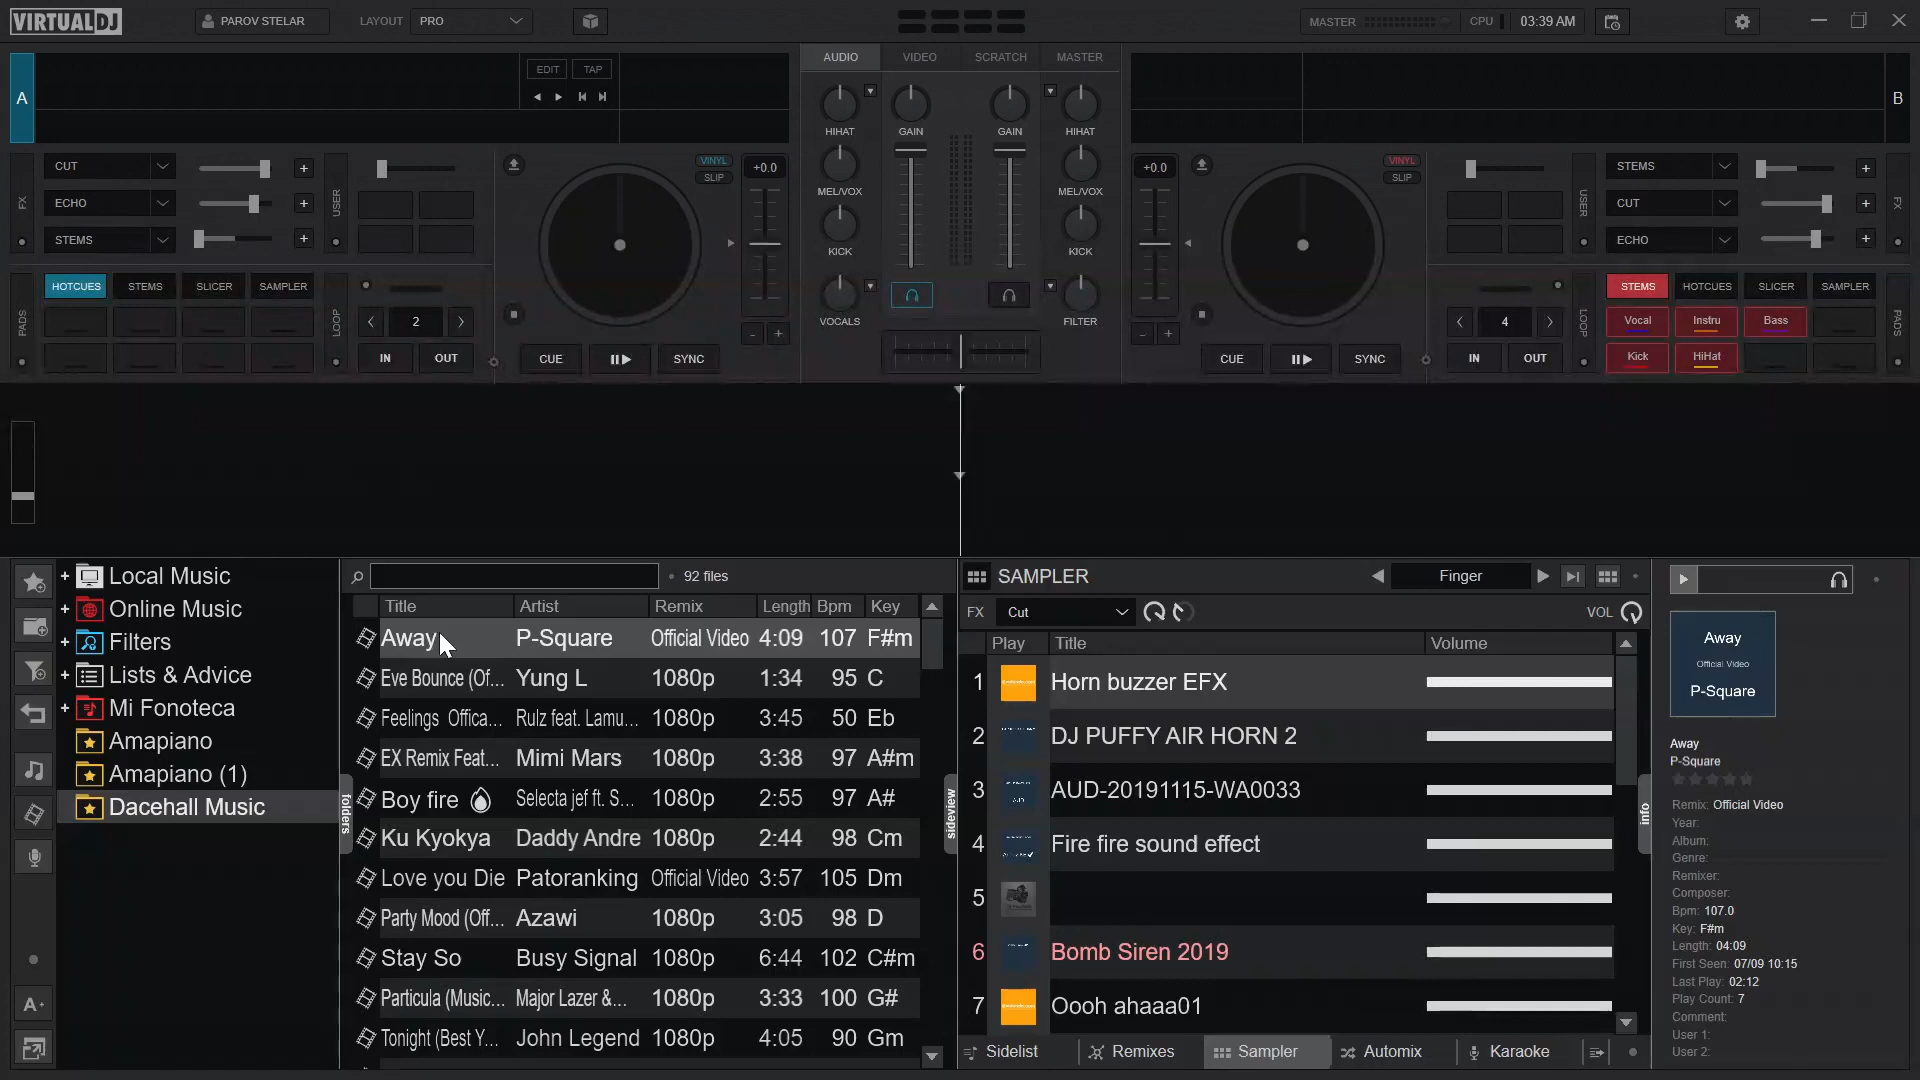 VIRTUALDJ
PAROV STELAR
LAYOUT PRO
MASTER
CPU
03:39 AM
A
EDIT TAP
AUDIO VIDEO SCRATCH MASTER
B
HIHAT GAIN GAIN HIHAT
MEL/VOX MEL/VOX
KICK KICK
VOCALS FILTER
FX
CUT
ECHO
STEMS
USER
VINYL
SLIP
+0.0
+0.0
VINYL
SLIP
USER
STEMS
CUT
ECHO
FX
PADS
HOTCUES STEMS SLICER SAMPLER
LOOP
2
IN OUT
CUE SYNC
CUE SYNC
4
IN OUT
LOOP
STEMS HOTCUES SLICER SAMPLER
Vocal Instru Bass
Kick HiHat
PADS
Local Music
Online Music
Filters
Lists & Advice
Mi Fonoteca
Amapiano
Amapiano (1)
Dacehall Music
folders
92 files
Title Artist Remix Length Bpm Key
Away P-Square Official Video 4:09 107 F#m
Eve Bounce (Of... Yung L 1080p 1:34 95 C
Feelings Offica... Rulz feat. Lamu... 1080p 3:45 50 Eb
EX Remix Feat... Mimi Mars 1080p 3:38 97 A#m
Boy fire Selecta jef ft. S... 1080p 2:55 97 A#
Ku Kyokya Daddy Andre 1080p 2:44 98 Cm
Love you Die Patoranking Official Video 3:57 105 Dm
Party Mood (Off... Azawi 1080p 3:05 98 D
Stay So Busy Signal 1080p 6:44 102 C#m
Particula (Music... Major Lazer &... 1080p 3:33 100 G#
Tonight (Best Y... John Legend 1080p 4:05 90 Gm
sideview
SAMPLER
Finger
FX Cut VOL
Play Title Volume
1 Horn buzzer EFX
2 DJ PUFFY AIR HORN 2
3 AUD-20191115-WA0033
4 Fire fire sound effect
5
6 Bomb Siren 2019
7 Oooh ahaaa01
Sidelist Remixes Sampler Automix Karaoke
info
Away
Official Video
P-Square
Away
P-Square
Remix: Official Video
Year:
Album:
Genre:
Remixer:
Composer:
Bpm: 107.0
Key: F#m
Length: 04:09
First Seen: 07/09 10:15
Last Play: 02:12
Play Count: 7
Comment:
User 1:
User 2:
A+